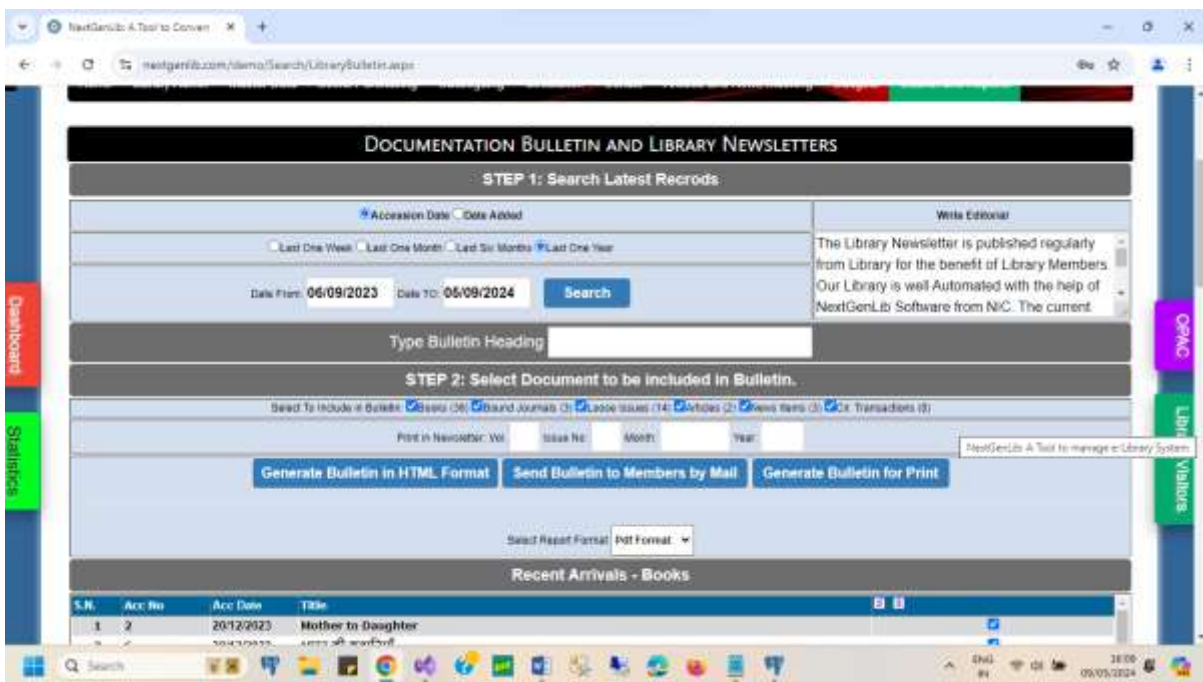 NextGenLib: A Tool to Conver
nextgenlib.com/demo/Search/LibraryBulletin.aspx
DOCUMENTATION BULLETIN AND LIBRARY NEWSLETTERS
STEP 1: Search Latest Recrods
Accession Date Date Added
Write Editorial
Last One Week Last One Month Last Six Months Last One Year
The Library Newsletter is published regularly
from Library for the benefit of Library Members.
Our Library is well Automated with the help of
NextGenLib Software from NIC. The current
Date From: 06/09/2023 Date TO: 05/09/2024 Search
Type Bulletin Heading
STEP 2: Select Document to be included in Bulletin.
Select To Include in Bulletin: Books (36) Bound Journals (3) Loose Issues (14) Articles (2) News Items (3) Cir. Transactions (0)
Print in Newsletter: Vol: Issue No: Month: Year:
NextGenLib A Tool to manage e-Library System
Generate Bulletin in HTML Format Send Bulletin to Members by Mail Generate Bulletin for Print
Select Report Format Pdf Format
Recent Arrivals - Books
S.N. Acc No Acc Date Title
1 2 20/12/2023 Mother to Daughter
Dashboard
Statistics
OPAC
Visitors
Search
ENG
IN
09/05/2024